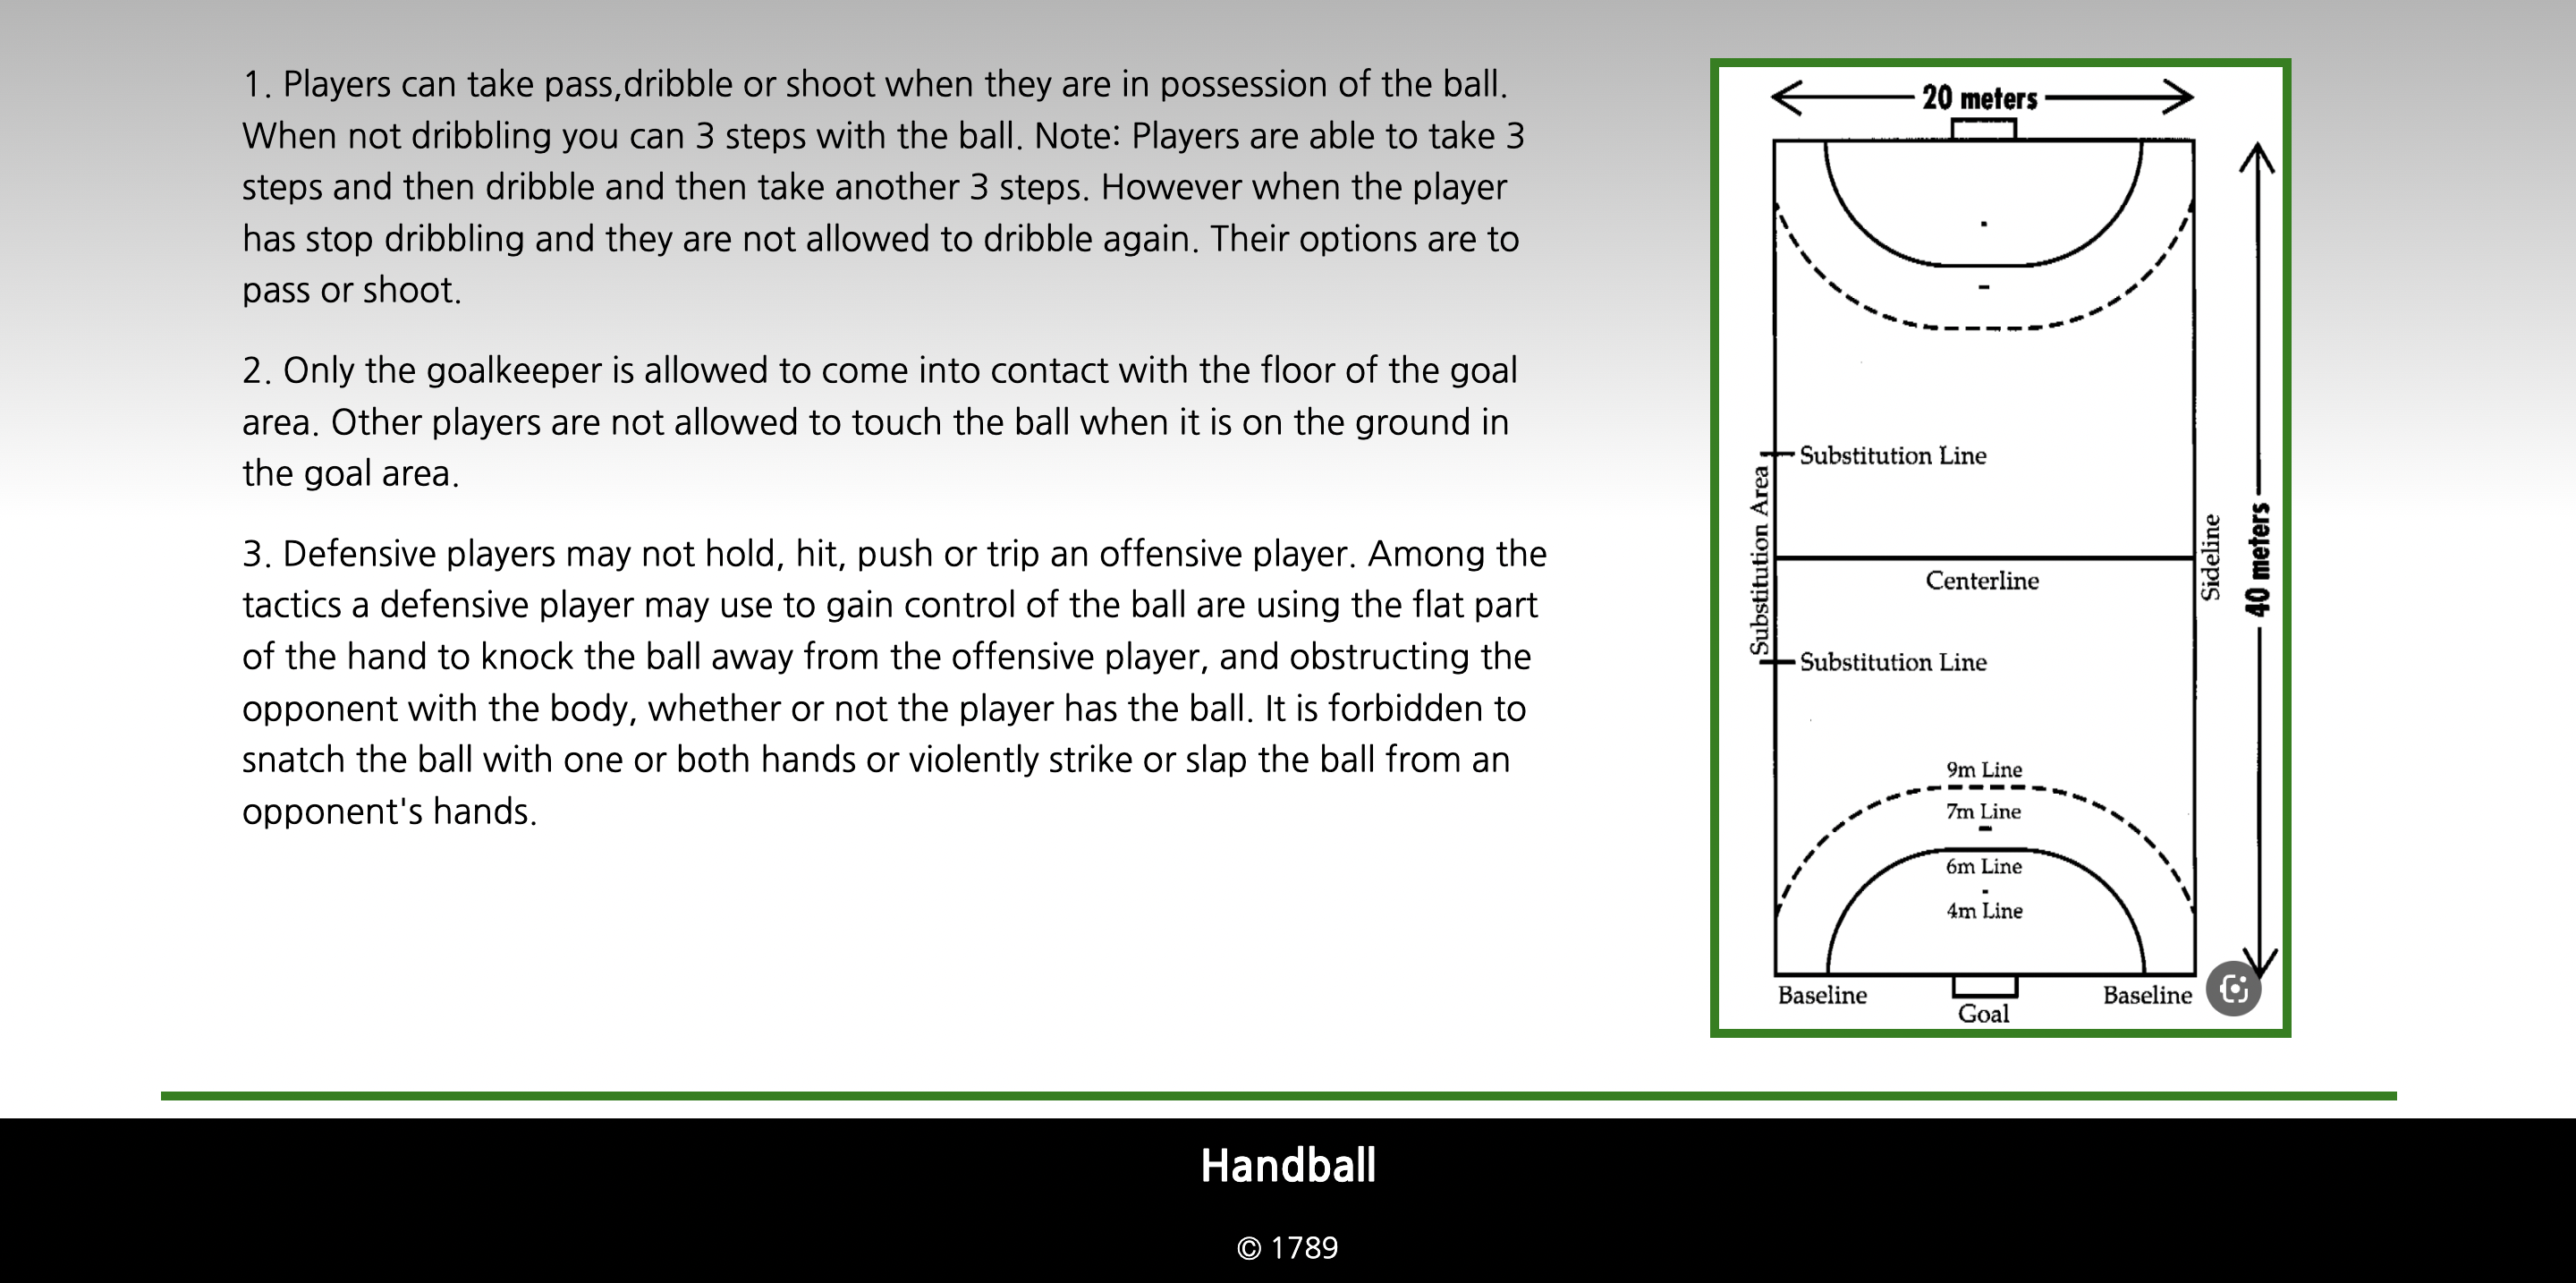 1. Players can take pass,dribble or shoot when they are in possession of the ball.
When not dribbling you can 3 steps with the ball. Note: Players are able to take 3
steps and then dribble and then take another 3 steps. However when the player
has stop dribbling and they are not allowed to dribble again. Their options are to
pass or shoot.
2. Only the goalkeeper is allowed to come into contact with the floor of the goal
area. Other players are not allowed to touch the ball when it is on the ground in
the goal area.
3. Defensive players may not hold, hit, push or trip an offensive player. Among the
tactics a defensive player may use to gain control of the ball are using the flat part
of the hand to knock the ball away from the offensive player, and obstructing the
opponent with the body, whether or not the player has the ball. It is forbidden to
snatch the ball with one or both hands or violently strike or slap the ball from an
opponent's hands.
20 meters
Substitution Line
Substitution Area
Sideline
40 meters
Centerline
Substitution Line
9m Line
7m Line
6m Line
4m Line
Baseline
Baseline
Goal
Handball
© 1789